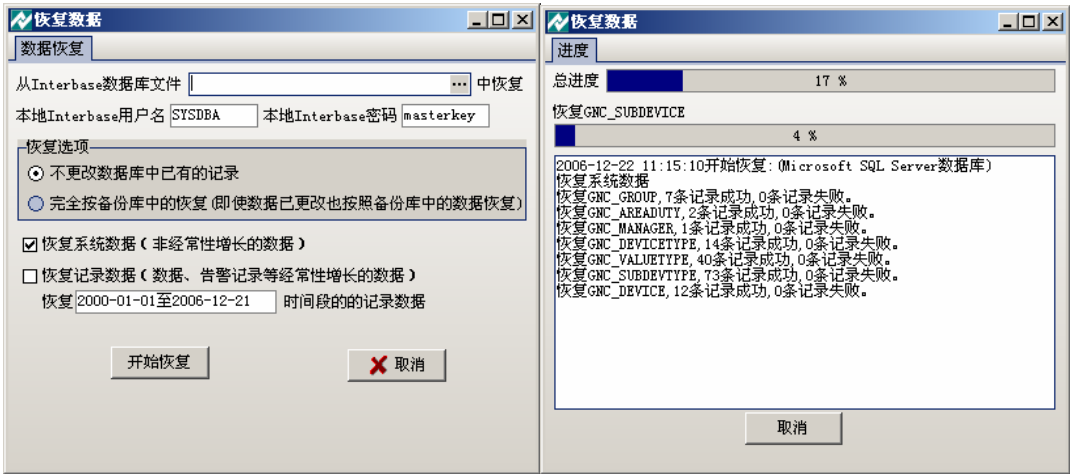 恢复数据
数据恢复
从Interbase数据库文件 ... 中恢复
本地Interbase用户名 SYSDBA 本地Interbase密码 masterkey
恢复选项
不更改数据库中已有的记录
完全按备份库中的恢复(即使数据已更改也按照备份库中的数据恢复)
恢复系统数据(非经常性增长的数据)
恢复记录数据(数据、告警记录等经常性增长的数据)
恢复 2000-01-01至2006-12-21 时间段的的记录数据
开始恢复 取消
恢复数据
进度
总进度 17 %
恢复GNC_SUBDEVICE
4 %
2006-12-22 11:15:10开始恢复:(Microsoft SQL Server数据库)
恢复系统数据
恢复GNC_GROUP,7条记录成功,0条记录失败。
恢复GNC_AREADUTY,2条记录成功,0条记录失败。
恢复GNC_MANAGER,1条记录成功,0条记录失败。
恢复GNC_DEVICETYPE,14条记录成功,0条记录失败。
恢复GNC_VALUETYPE,40条记录成功,0条记录失败。
恢复GNC_SUBDEVTYPE,73条记录成功,0条记录失败。
恢复GNC_DEVICE,12条记录成功,0条记录失败。
取消